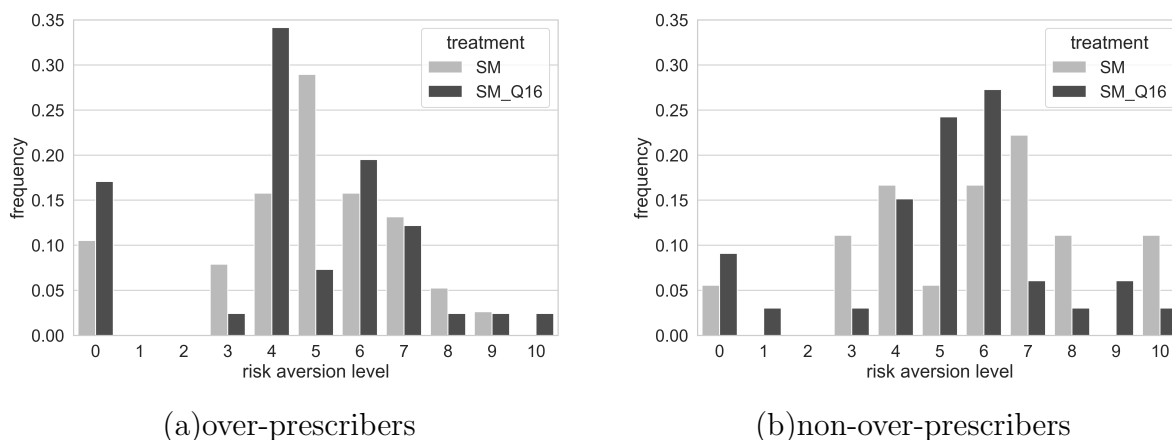 0.35
0.30
0.25
0.20
0.15
0.10
0.05
0.00
frequency
treatment
SM
SM_Q16
0 1 2 3 4 5 6 7 8 9 10
risk aversion level
(a)over-prescribers
0.35
0.30
0.25
0.20
0.15
0.10
0.05
0.00
frequency
treatment
SM
SM_Q16
0 1 2 3 4 5 6 7 8 9 10
risk aversion level
(b)non-over-prescribers